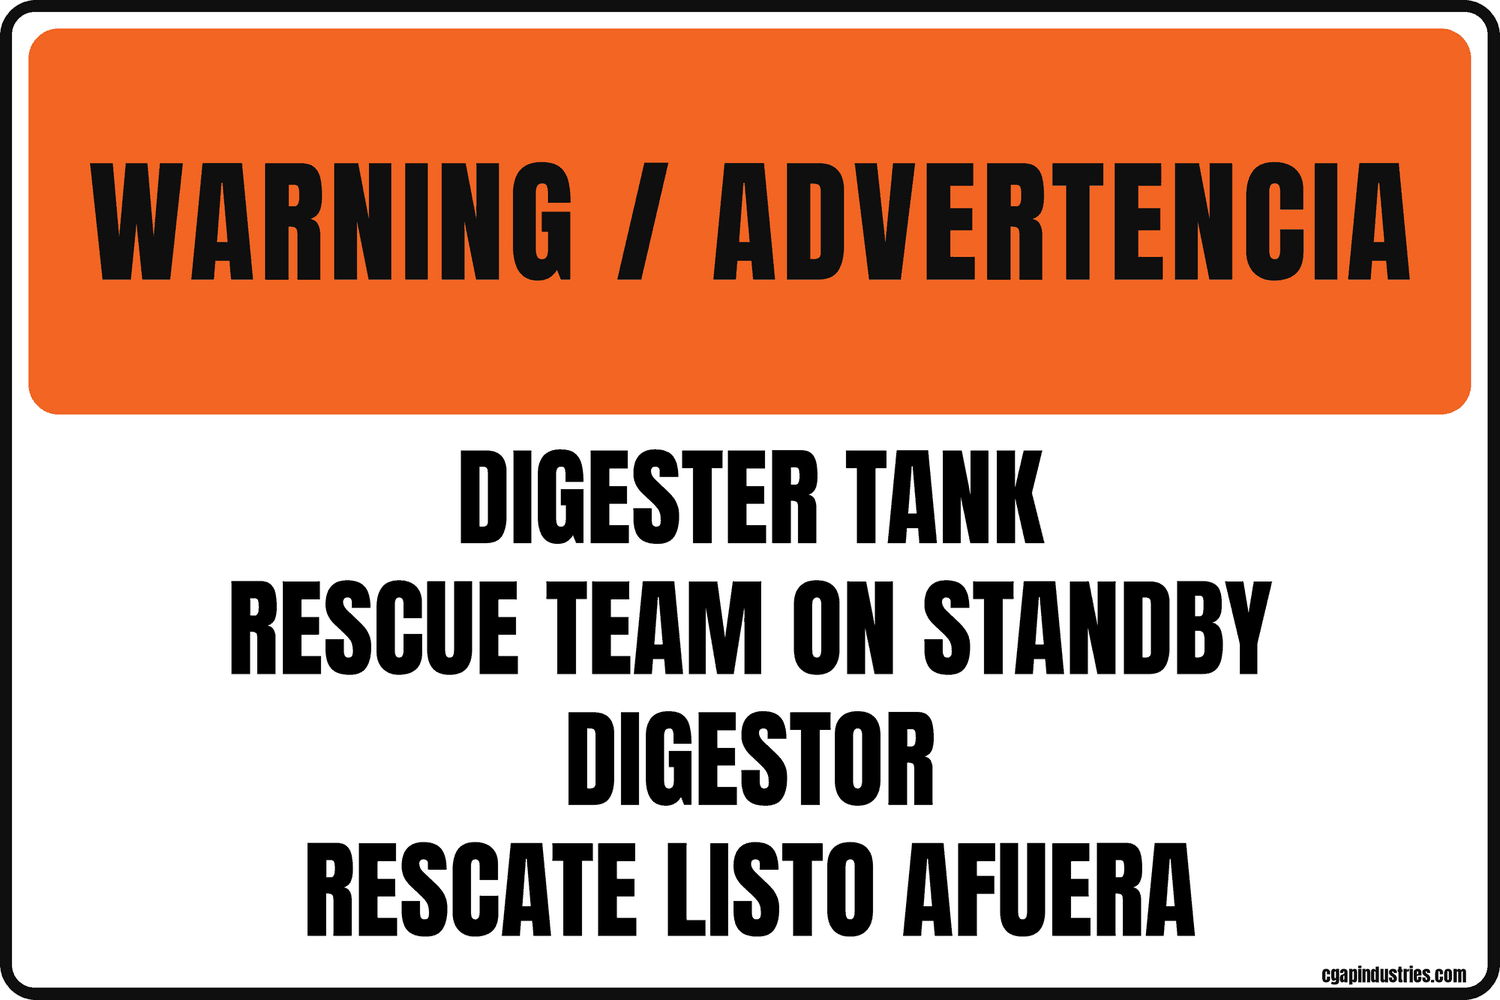 WARNING / ADVERTENCIA
DIGESTER TANK
RESCUE TEAM ON STANDBY
DIGESTOR
RESCATE LISTO AFUERA
cgapindustries.com